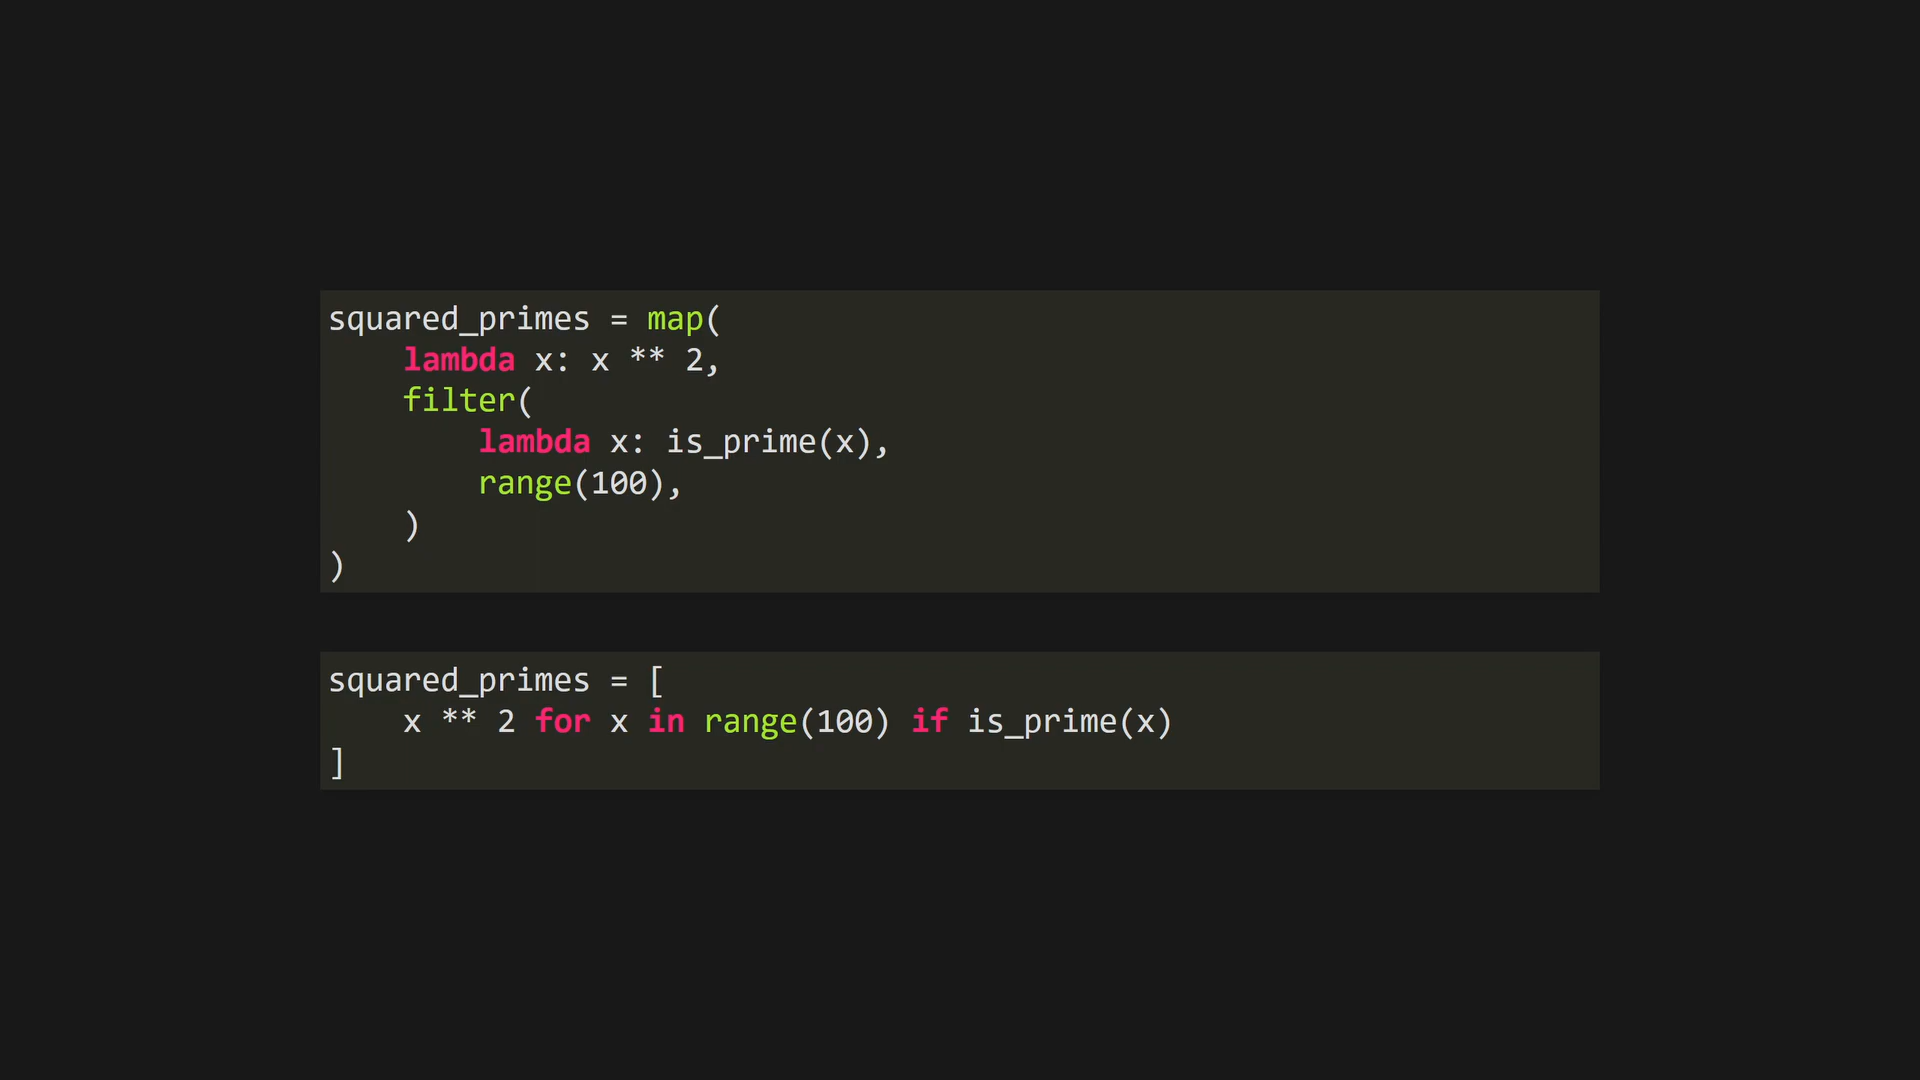 squared_primes = map(
    lambda x: x ** 2,
    filter(
        lambda x: is_prime(x),
        range(100),
    )
)
squared_primes = [
    x ** 2 for x in range(100) if is_prime(x)
]